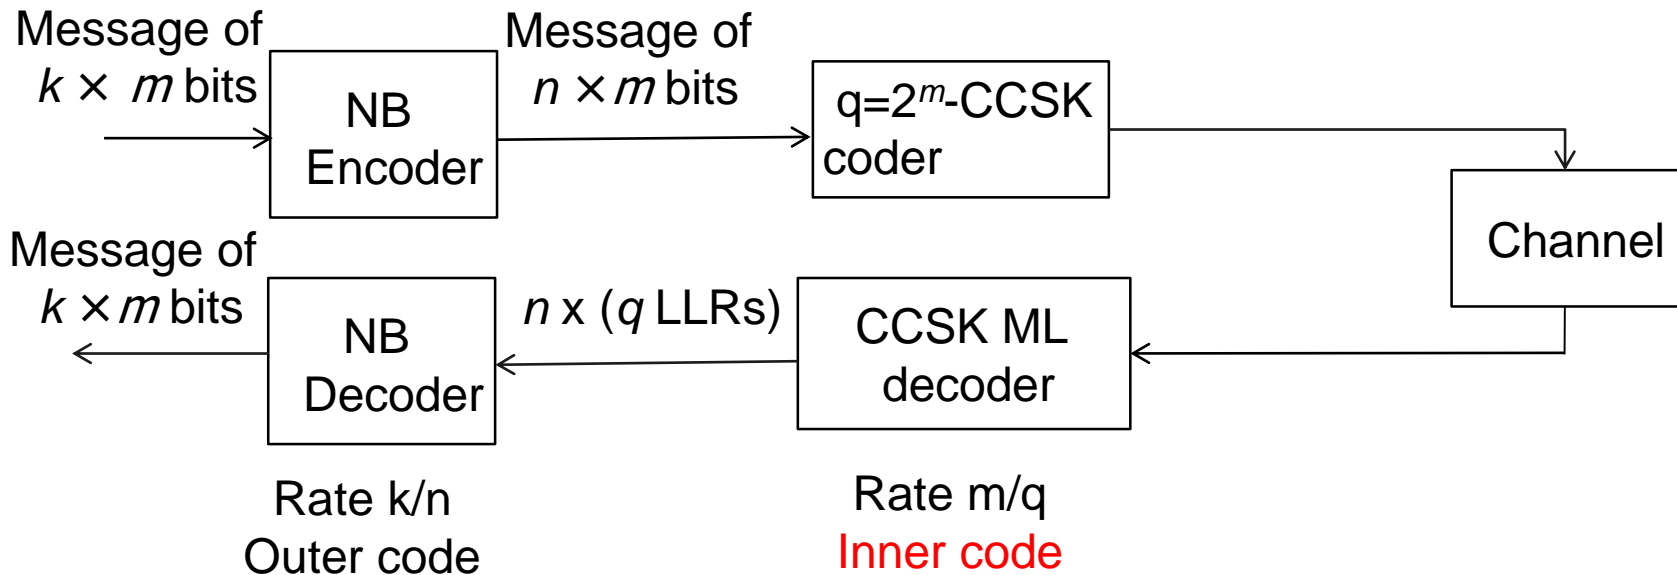 Message of
k × m bits
NB
Encoder
Message of
n × m bits
q=2^m-CCSK
coder
Channel
Message of
k × m bits
NB
Decoder
n x (q LLRs)
CCSK ML
decoder
Rate k/n
Outer code
Rate m/q
Inner code